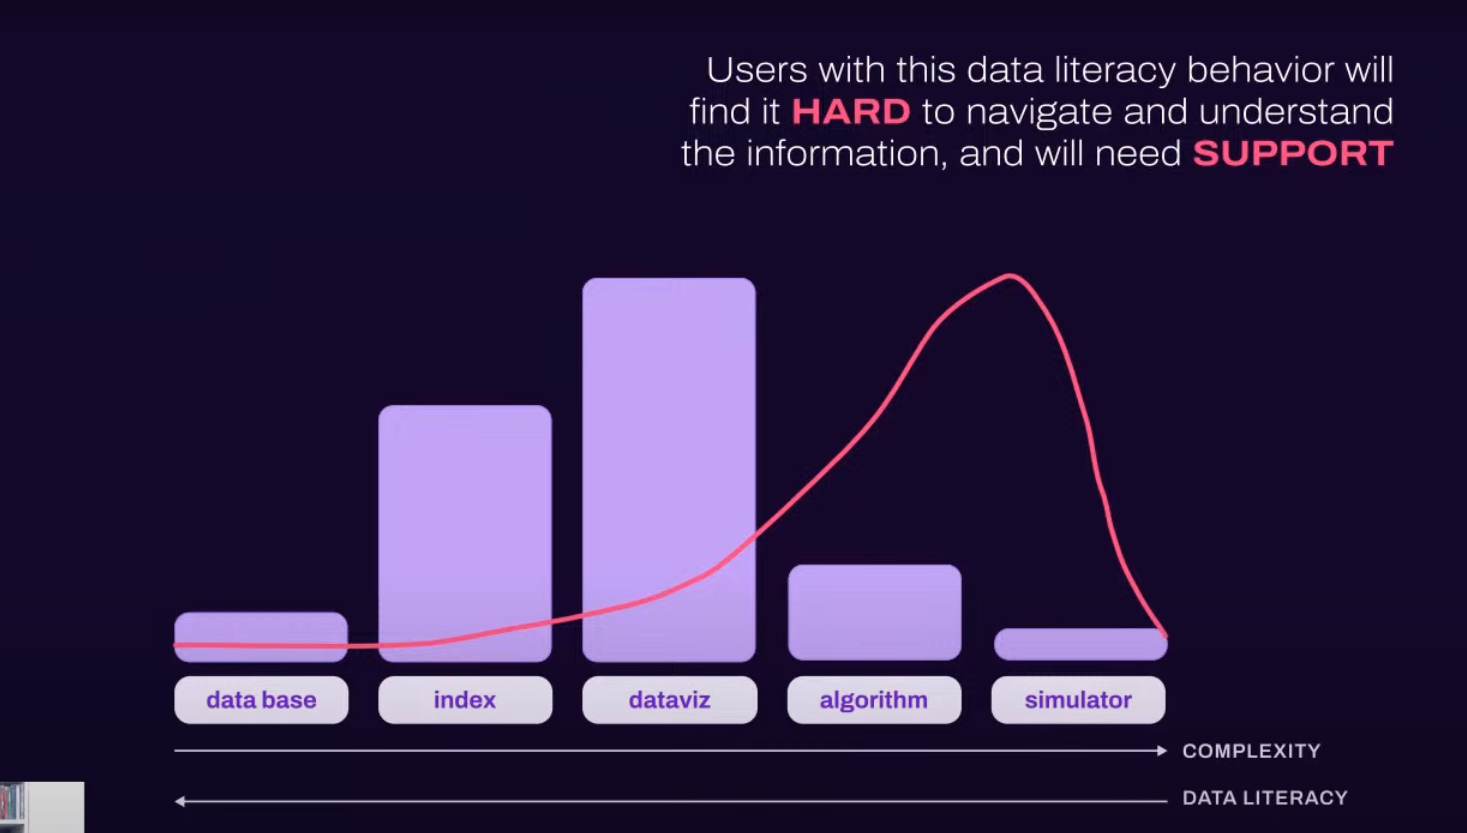 Users with this data literacy behavior will
find it HARD to navigate and understand
the information, and will need SUPPORT
data base
index
dataviz
algorithm
simulator
COMPLEXITY
DATA LITERACY